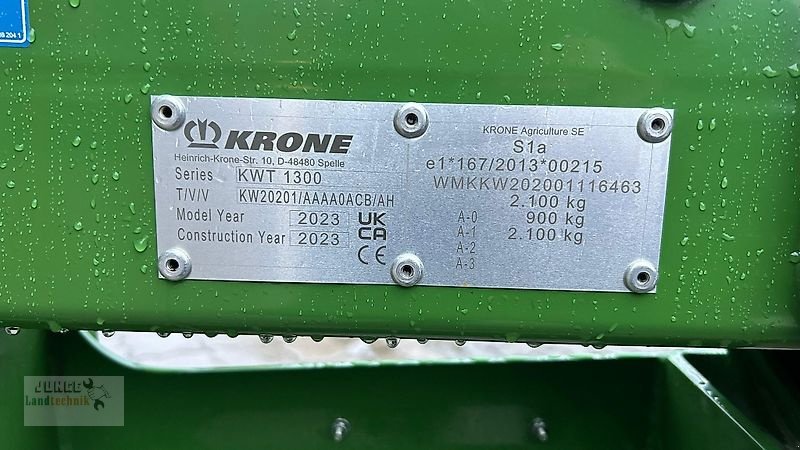 KRONE
Heinrich-Krone-Str. 10, D-48480 Spelle
Series KWT 1300
T/V/V KW20201/AAAA0ACB/AH
Model Year 2023
Construction Year 2023
UK
CA
CE
KRONE Agriculture SE
S1a
e1*167/2013*00215
WMKKW202001116463
2.100 kg
A-0 900 kg
A-1 2.100 kg
A-2
A-3
JUNGE
Landtechnik